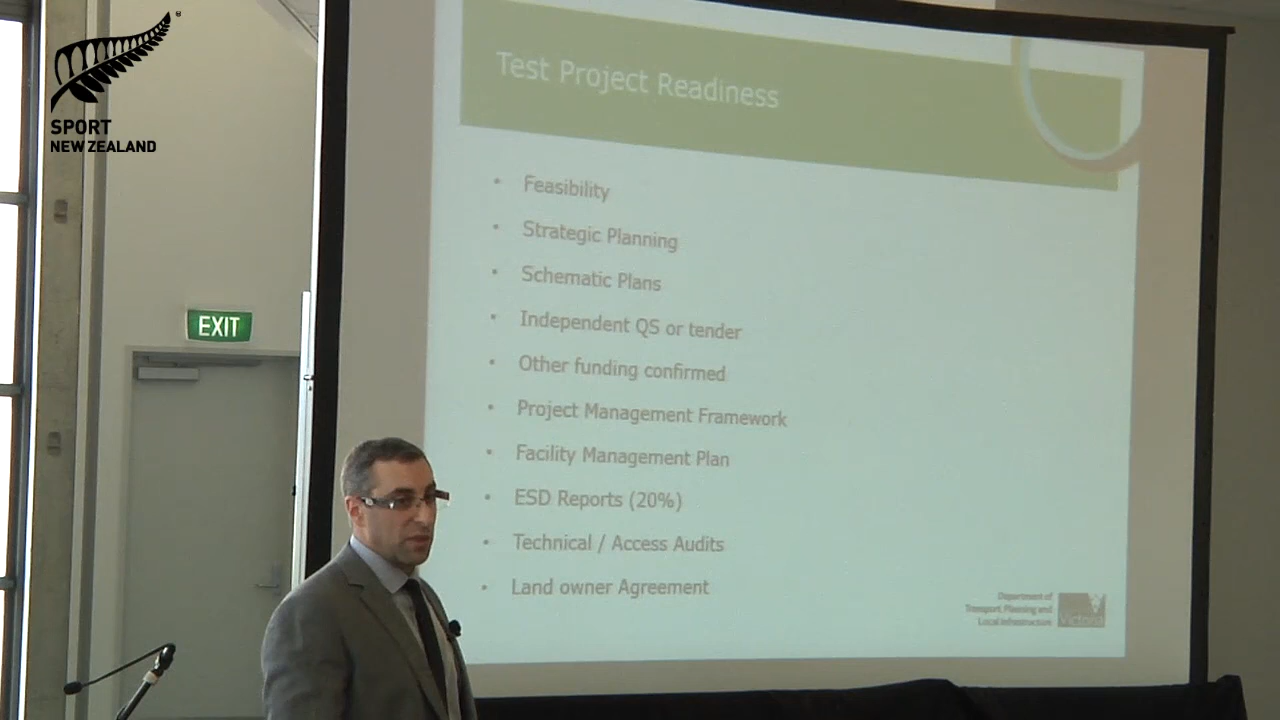 SPORT
NEW ZEALAND
EXIT
Test Project Readiness
• Feasibility
• Strategic Planning
• Schematic Plans
• Independent QS or tender
• Other funding confirmed
• Project Management Framework
• Facility Management Plan
• ESD Reports (20%)
• Technical / Access Audits
• Land owner Agreement
Department of
Transport Planning and
Local Infrastructure
Victoria